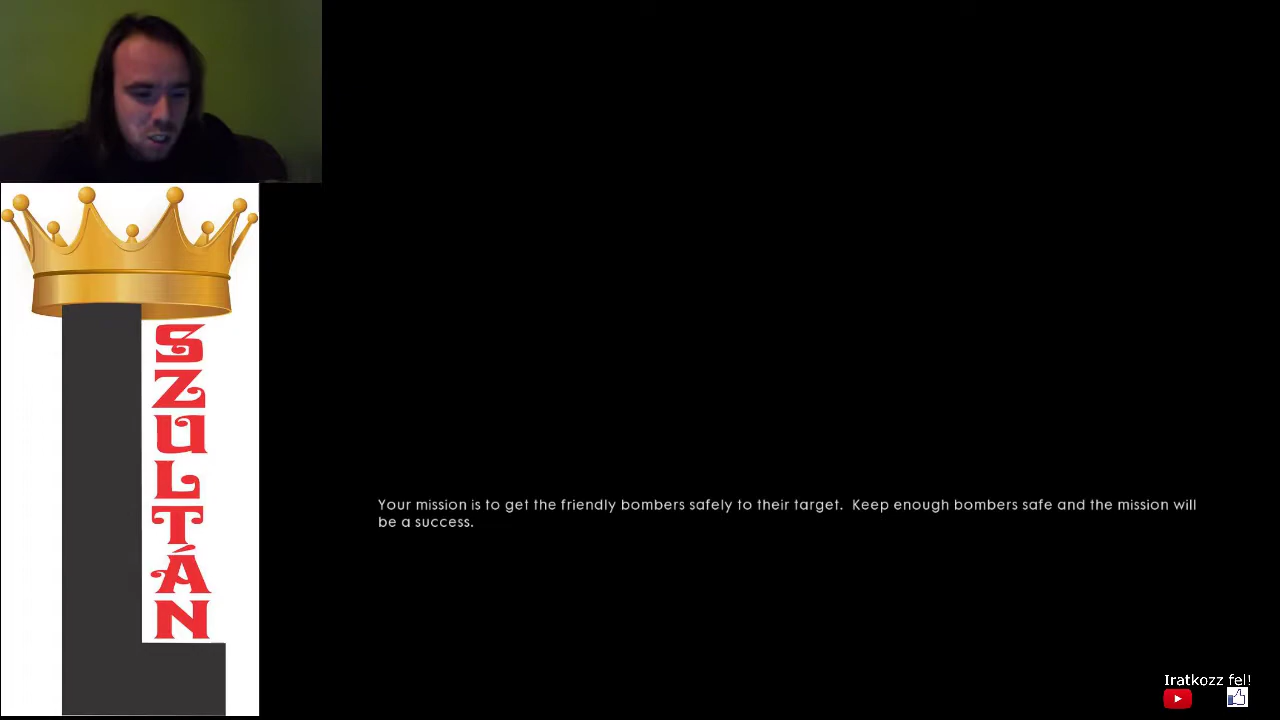 L
SZULTÁN
Your mission is to get the friendly bombers safely to their target. Keep enough bombers safe and the mission will
be a success.
Iratkozz fel!